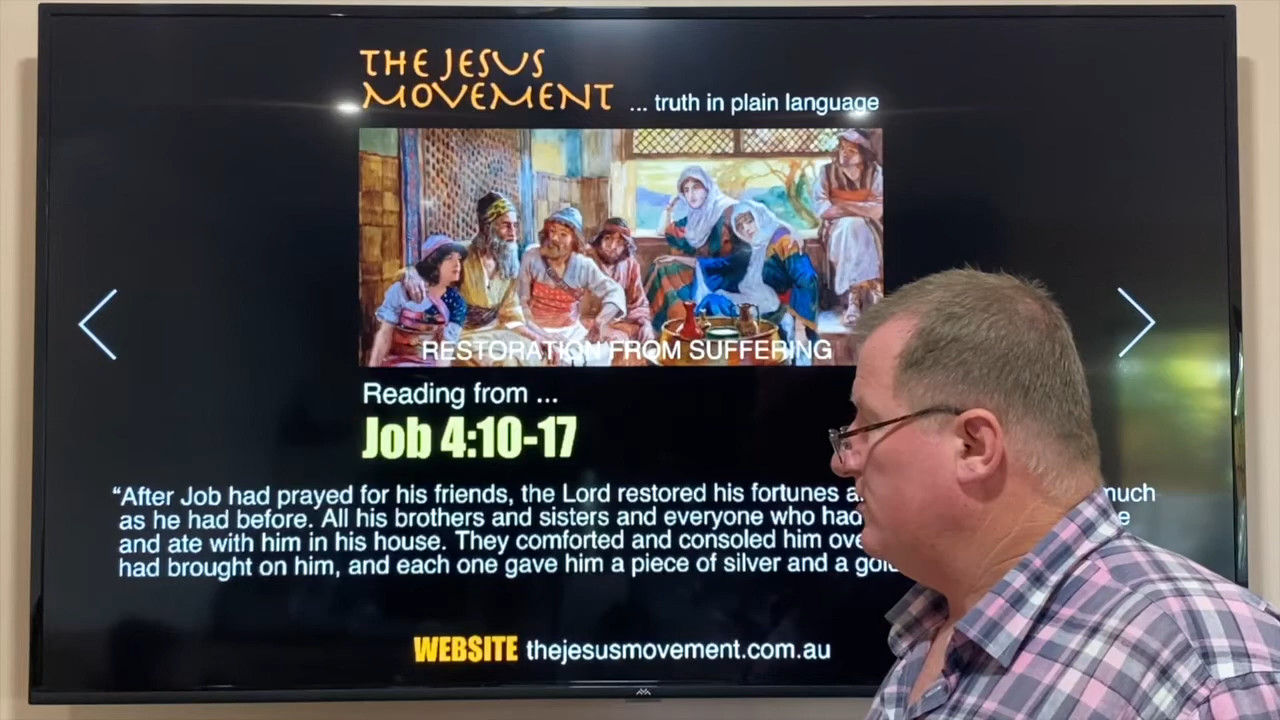 THE JESUS
MOVEMENT ... truth in plain language
RESTORATION FROM SUFFERING
Reading from ...
Job 4:10-17
“After Job had prayed for his friends, the Lord restored his fortunes a much
as he had before. All his brothers and sisters and everyone who had
and ate with him in his house. They comforted and consoled him
had brought on him, and each one gave him a piece of silver and a
WEBSITE thejesusmovement.com.au